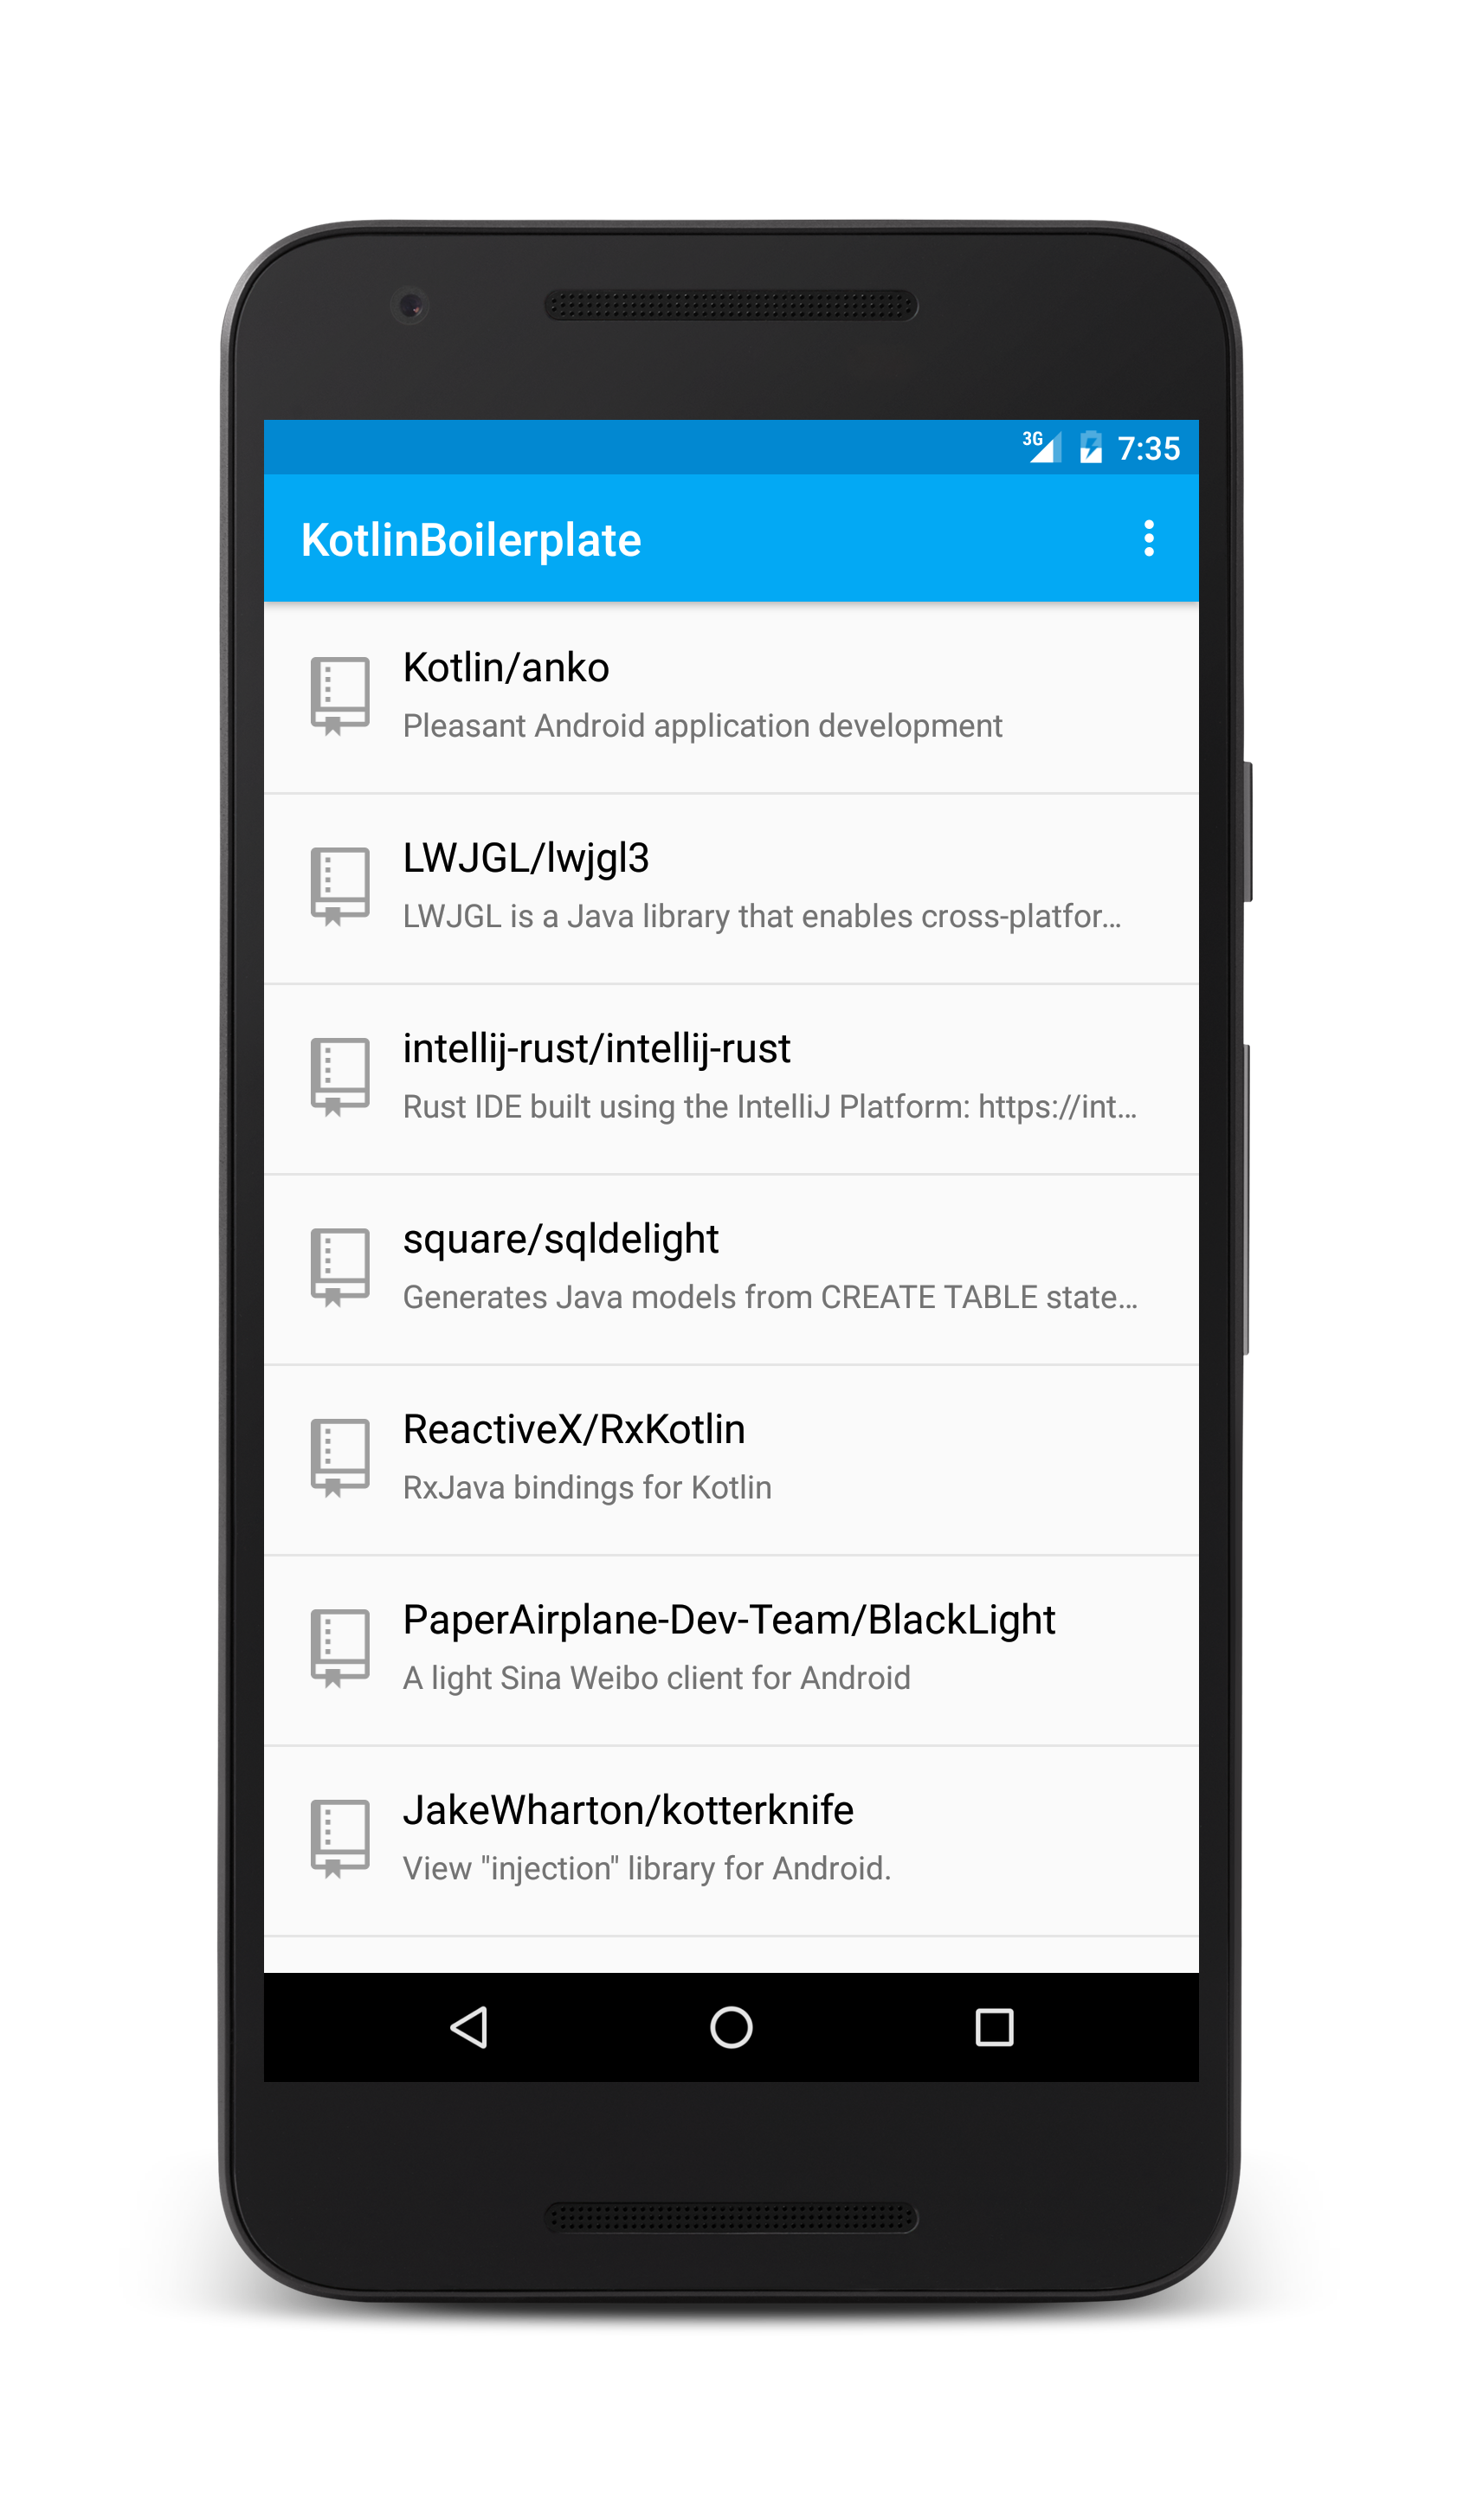 3G 7:35
KotlinBoilerplate
Kotlin/anko
Pleasant Android application development
LWJGL/lwjgl3
LWJGL is a Java library that enables cross-platfor…
intellij-rust/intellij-rust
Rust IDE built using the IntelliJ Platform: https://int…
square/sqldelight
Generates Java models from CREATE TABLE state…
ReactiveX/RxKotlin
RxJava bindings for Kotlin
PaperAirplane-Dev-Team/BlackLight
A light Sina Weibo client for Android
JakeWharton/kotterknife
View "injection" library for Android.